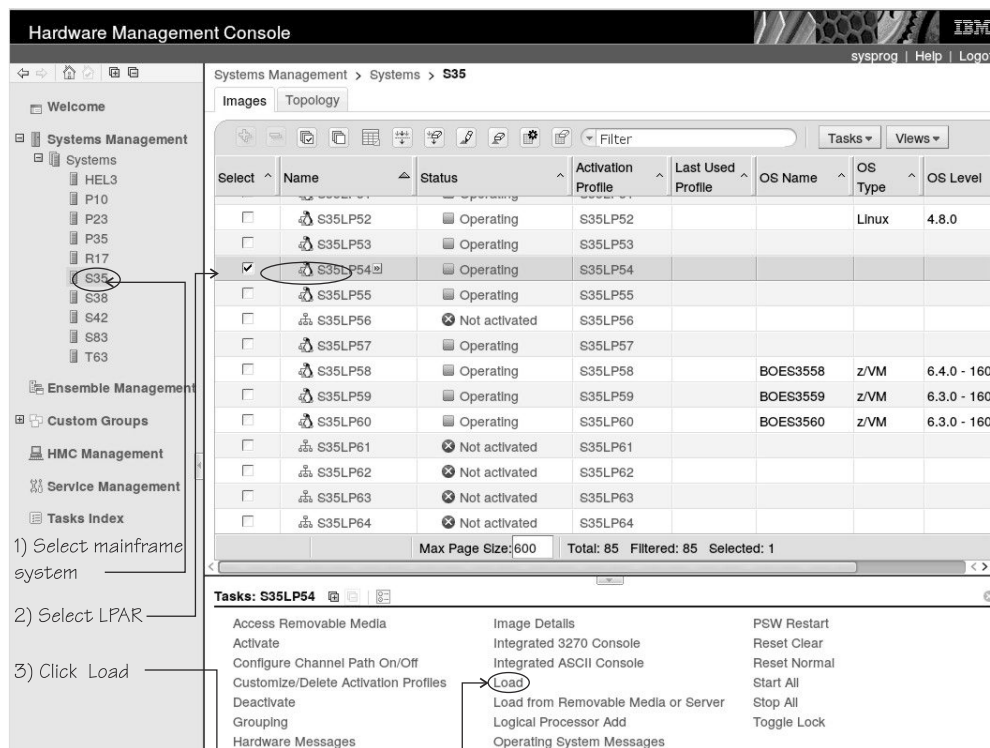 Hardware Management Console
IBM
sysprog | Help | Logo
Systems Management > Systems > S35
Images Topology
Welcome
Systems Management
Systems
HEL3
P10
P23
P35
R17
S35
S38
S42
S83
T63
Ensemble Management
Custom Groups
HMC Management
Service Management
Tasks Index
1) Select mainframe
system
2) Select LPAR
3) Click Load
Filter Tasks Views
Select Name Status Activation Profile Last Used Profile OS Name OS Type OS Level
S35LP52 Operating S35LP52 Linux 4.8.0
S35LP53 Operating S35LP53
S35LP54 Operating S35LP54
S35LP55 Operating S35LP55
S35LP56 Not activated S35LP56
S35LP57 Operating S35LP57
S35LP58 Operating S35LP58 BOES3558 z/VM 6.4.0 - 160
S35LP59 Operating S35LP59 BOES3559 z/VM 6.3.0 - 160
S35LP60 Operating S35LP60 BOES3560 z/VM 6.3.0 - 160
S35LP61 Not activated S35LP61
S35LP62 Not activated S35LP62
S35LP63 Not activated S35LP63
S35LP64 Not activated S35LP64
Max Page Size: 600 Total: 85 Filtered: 85 Selected: 1
Tasks: S35LP54
Access Removable Media Image Details PSW Restart
Activate Integrated 3270 Console Reset Clear
Configure Channel Path On/Off Integrated ASCII Console Reset Normal
Customize/Delete Activation Profiles Load Start All
Deactivate Load from Removable Media or Server Stop All
Grouping Logical Processor Add Toggle Lock
Hardware Messages Operating System Messages